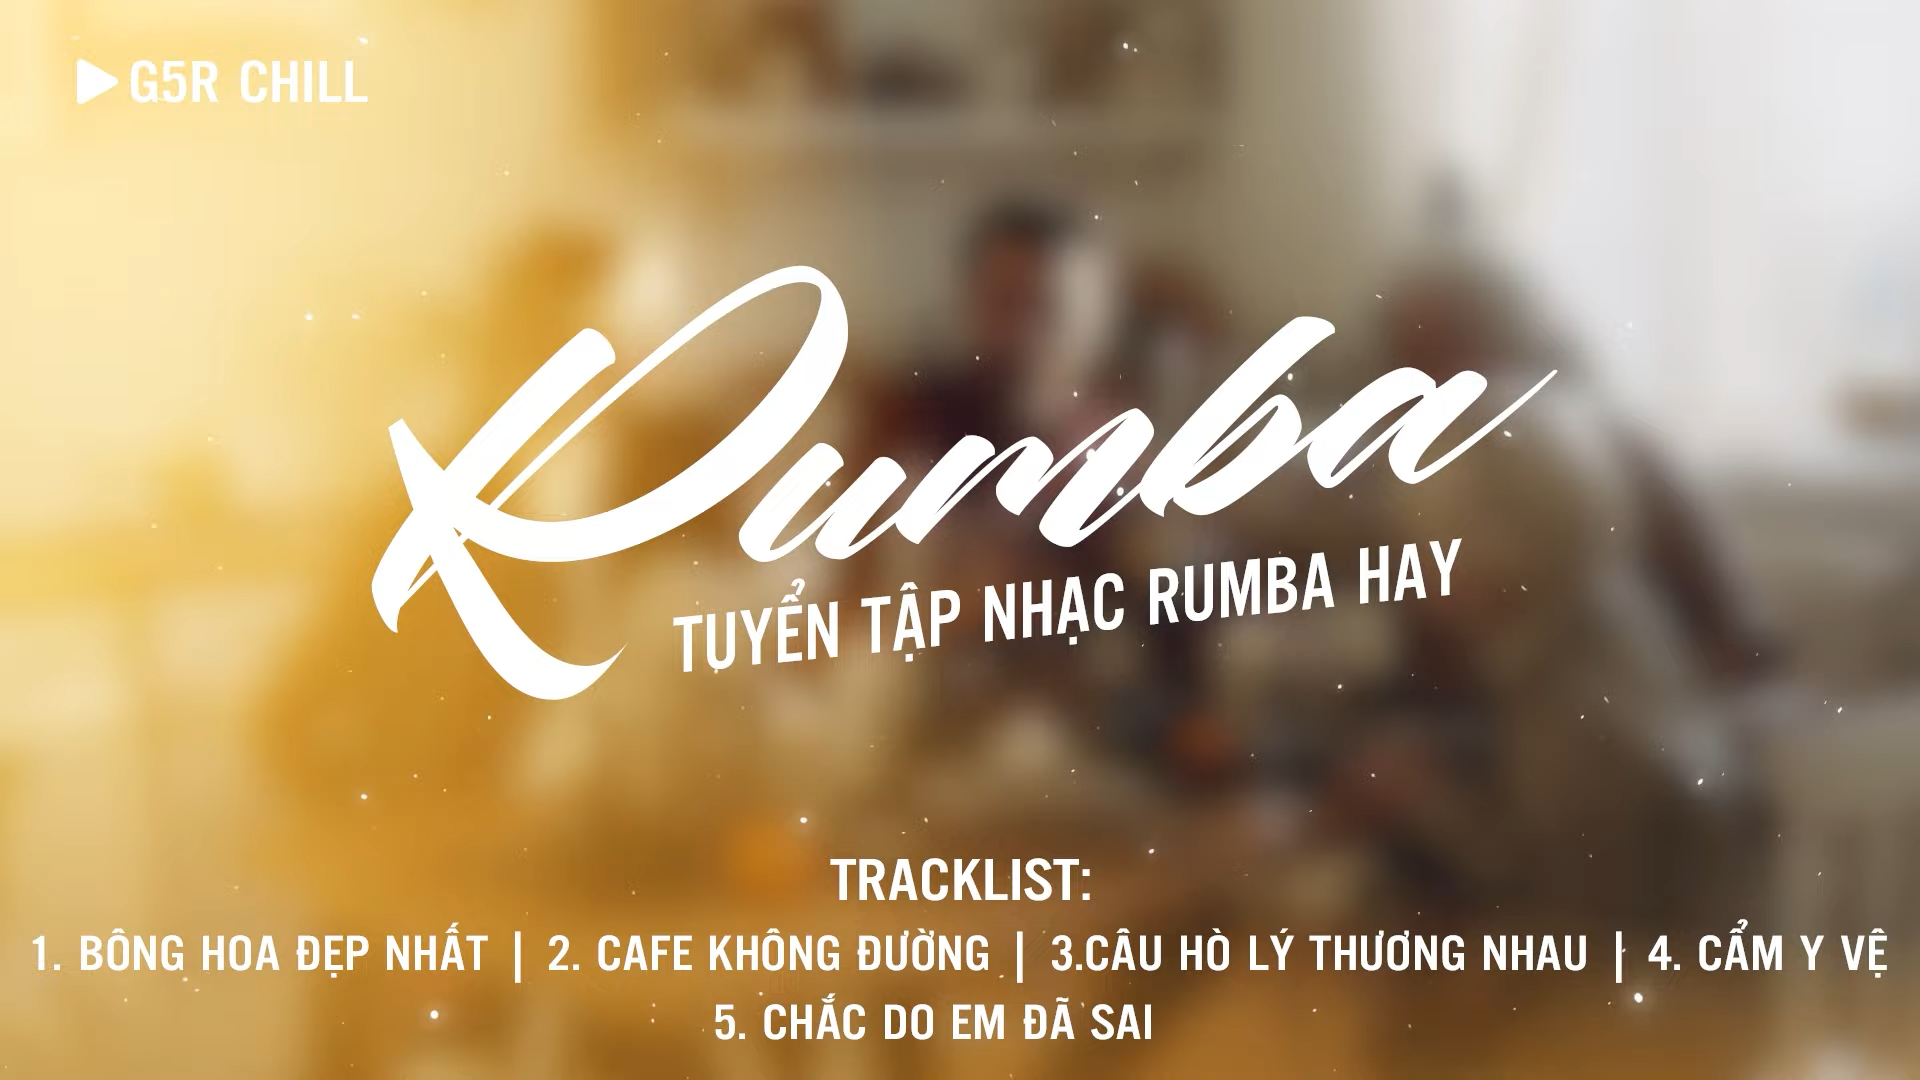 G5R CHILL
Rumba
TUYỂN TẬP NHẠC RUMBA HAY
TRACKLIST:
1. BÔNG HOA ĐẸP NHẤT | 2. CAFE KHÔNG ĐƯỜNG | 3.CÂU HÒ LÝ THƯƠNG NHAU | 4. CẨM Y VỆ
5. CHẮC DO EM ĐÃ SAI